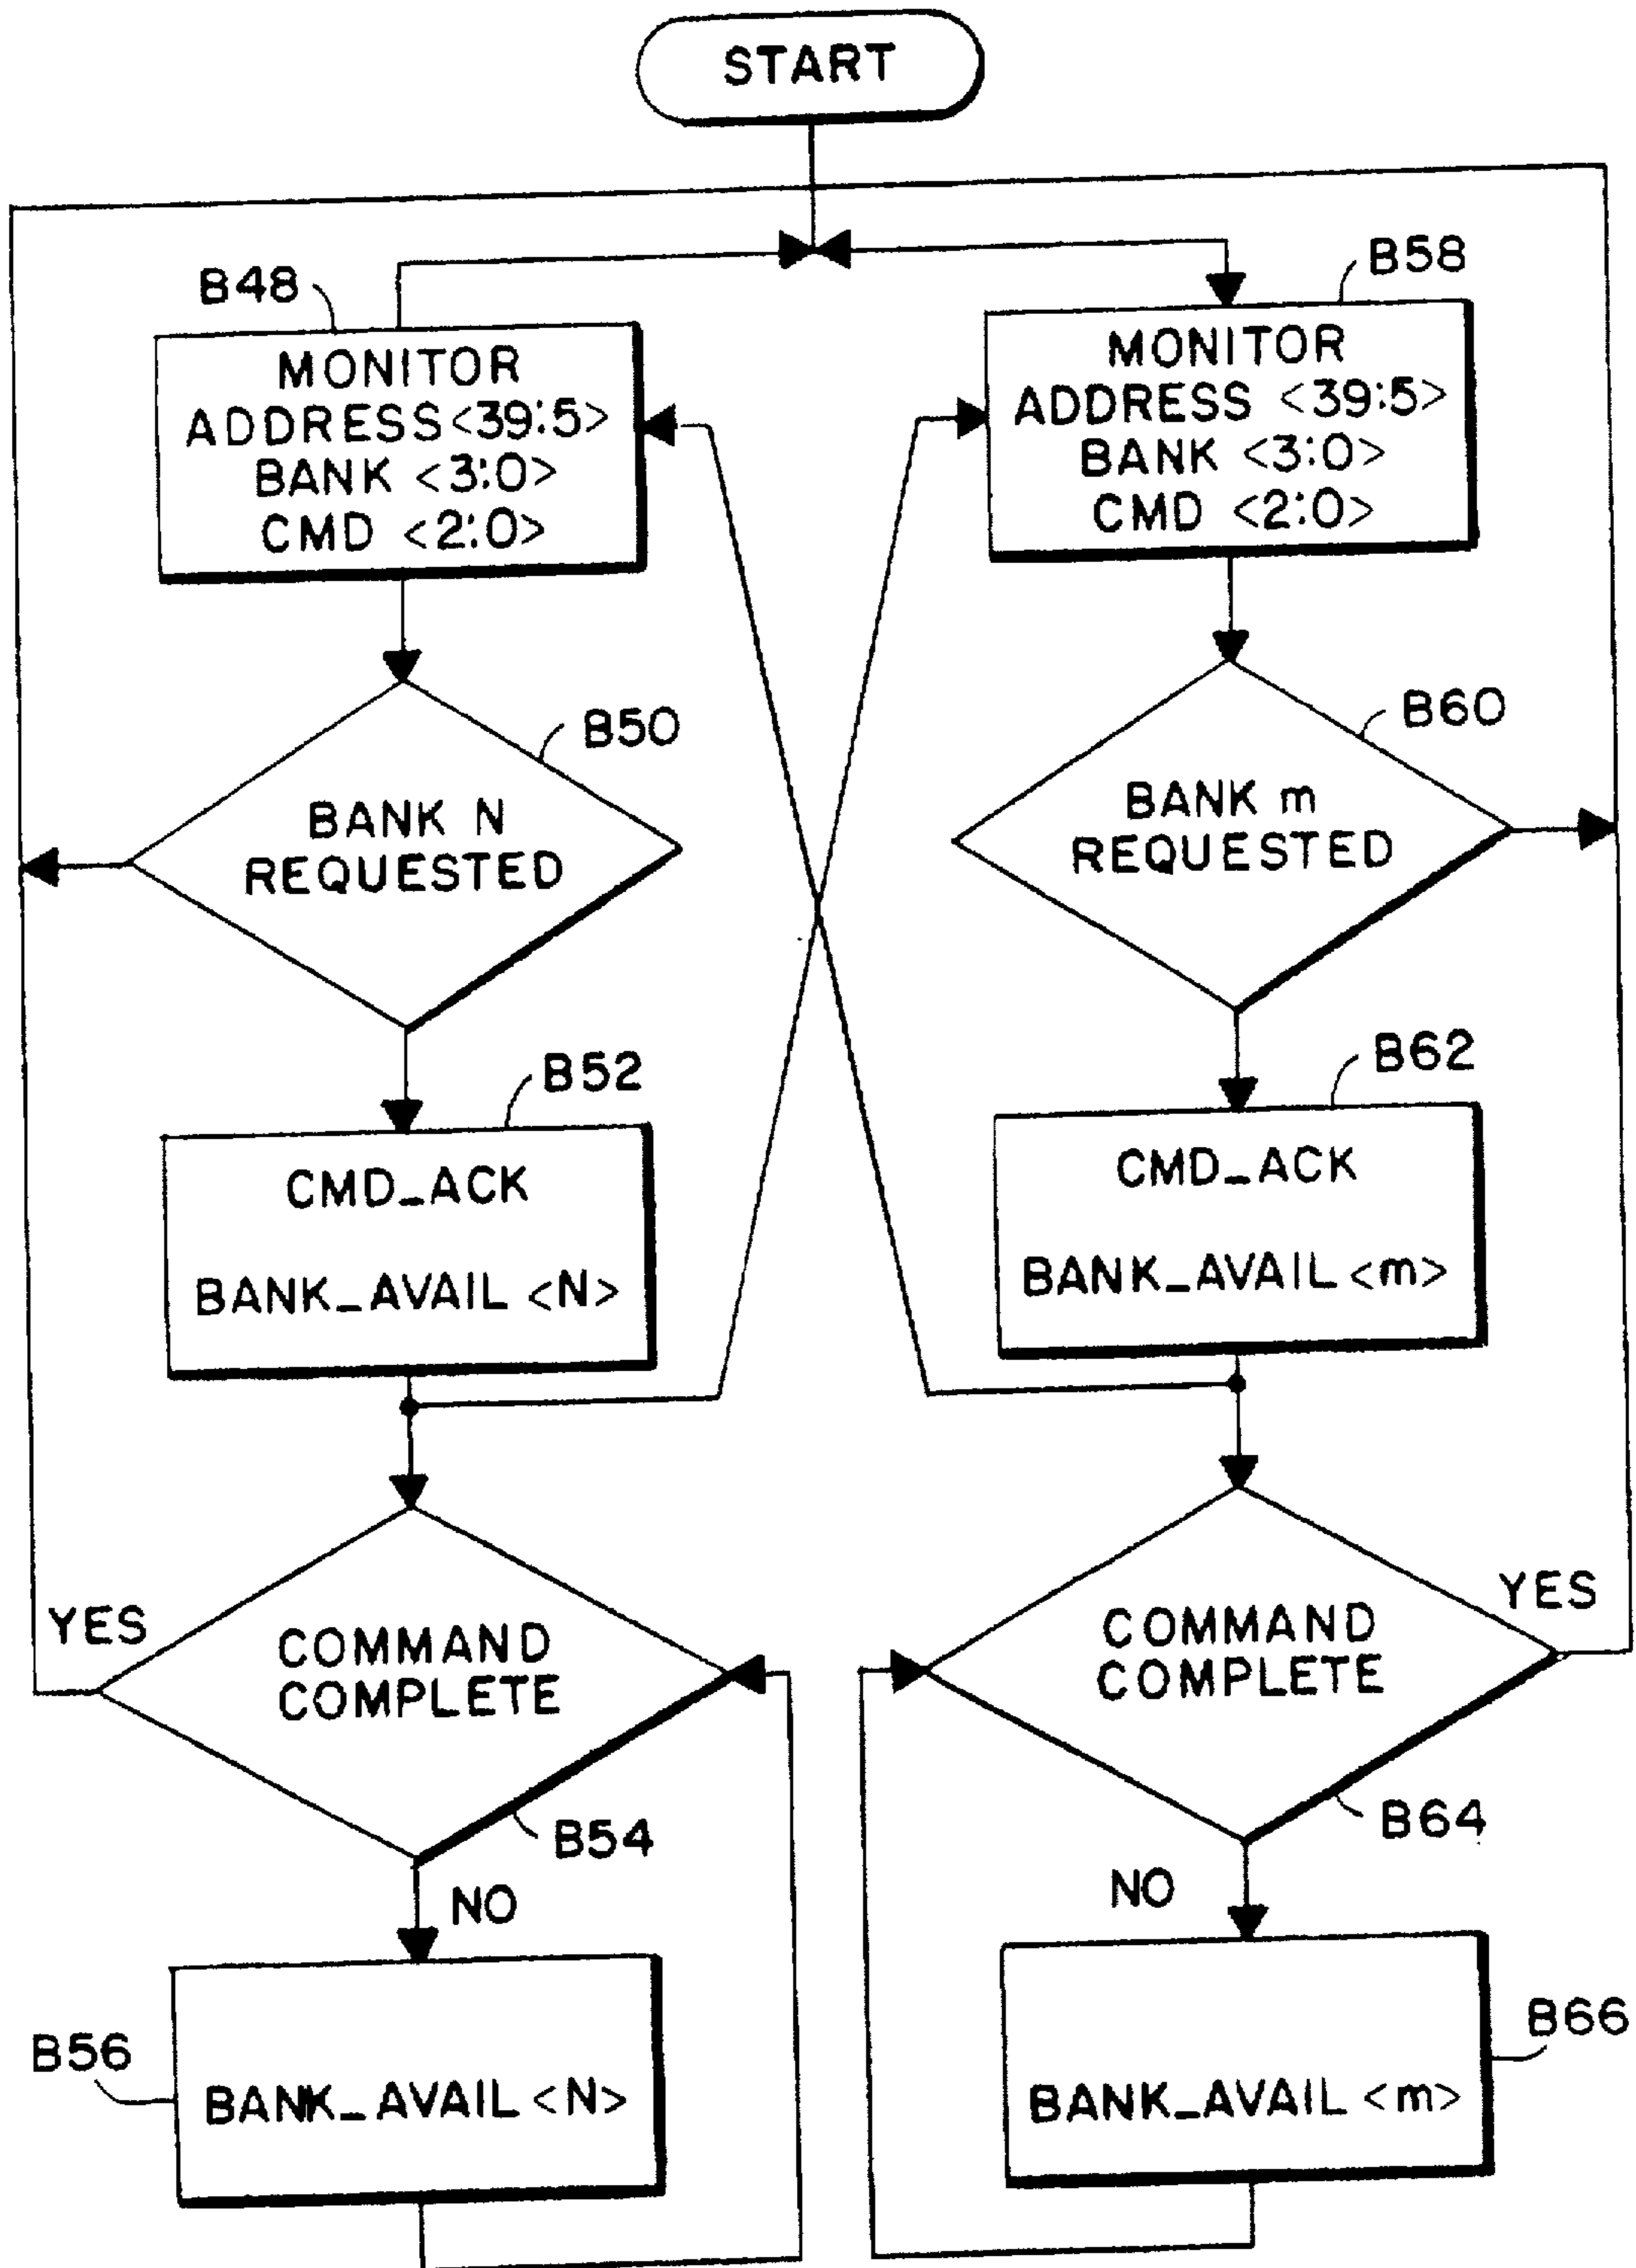 START
B48
MONITOR
ADDRESS<39:5>
BANK <3:0>
CMD <2:0>
B58
MONITOR
ADDRESS <39:5>
BANK <3:0>
CMD <2:0>
B50
BANK N
REQUESTED
B60
BANK m
REQUESTED
B52
CMD_ACK
BANK_AVAIL <N>
B62
CMD_ACK
BANK_AVAIL <m>
YES
COMMAND
COMPLETE
B54
NO
YES
COMMAND
COMPLETE
B64
NO
B56
BANK_AVAIL <N>
B66
BANK_AVAIL <m>